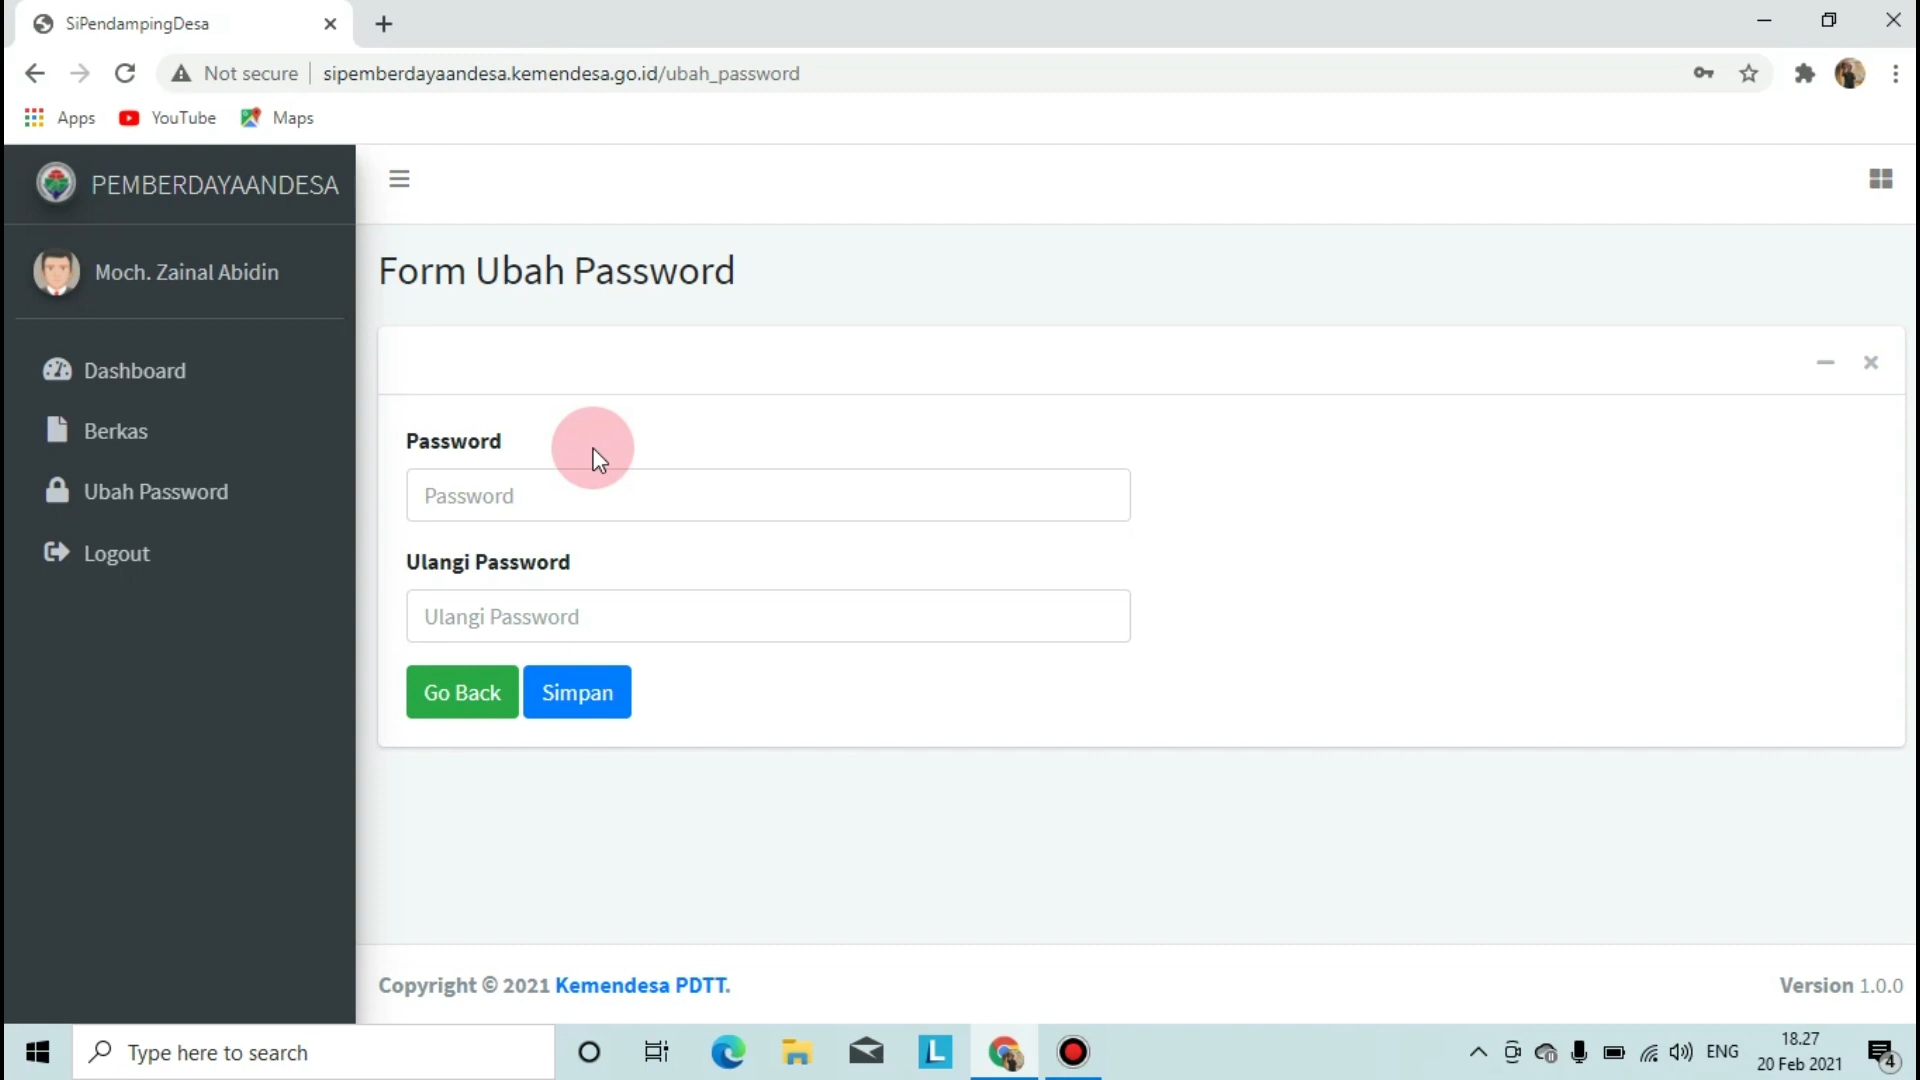 SiPendampingDesa
Not secure
sipemberdayaandesa.kemendesa.go.id/ubah_password
Apps
YouTube
Maps
PEMBERDAYAANDESA
Moch. Zainal Abidin
Dashboard
Berkas
Ubah Password
Logout
Form Ubah Password
Password
Password
Ulangi Password
Ulangi Password
Go Back
Simpan
Copyright © 2021 Kemendesa PDTT.
Version 1.0.0
Type here to search
L
ENG
18.27
20 Feb 2021
4